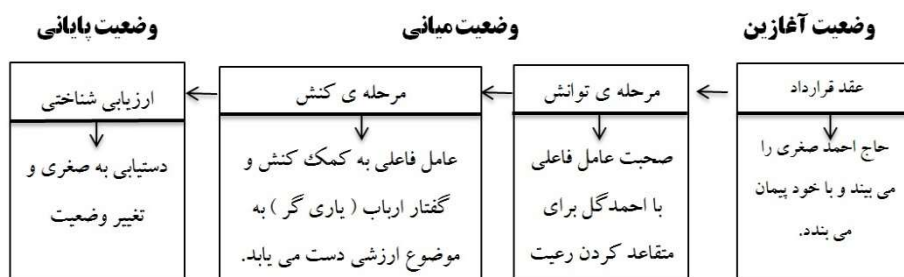 وضعیت آغازین
وضعیت میانی
وضعیت پایانی
عقد قرارداد
مرحله ی توانش
مرحله ی کنش
ارزیابی شناختی
حاج احمد صغری را
می بیند و با خود پیمان
می بندد.
صحبت عامل فاعلی
با احمدگل برای
متقاعد کردن رعیت
عامل فاعلی به کمک کنش و
گفتار ارباب ( یاری گر ) به
موضوع ارزشی دست می یابد.
دستیابی به صغری و
تغییر وضعیت